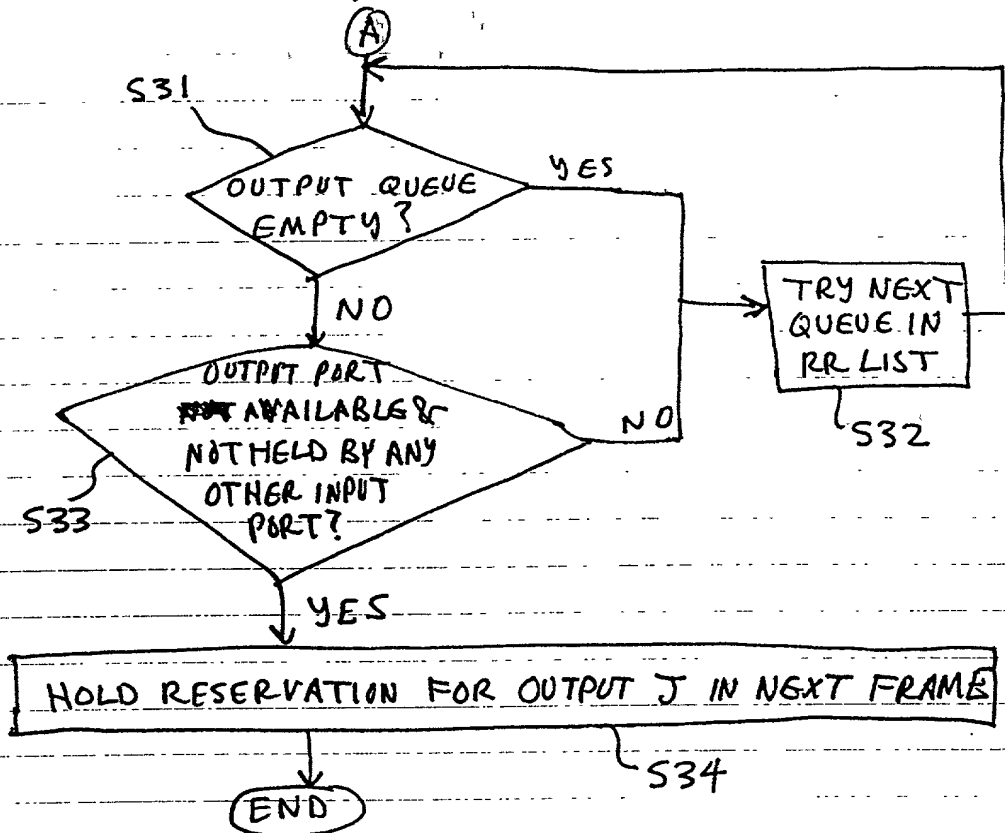 A
S31
OUTPUT QUEUE
EMPTY?
YES
NO
TRY NEXT
QUEUE IN
RR LIST
S32
OUTPUT PORT
AVAILABLE &
NOT HELD BY ANY
OTHER INPUT
PORT?
NO
S33
YES
HOLD RESERVATION FOR OUTPUT J IN NEXT FRAME
S34
END